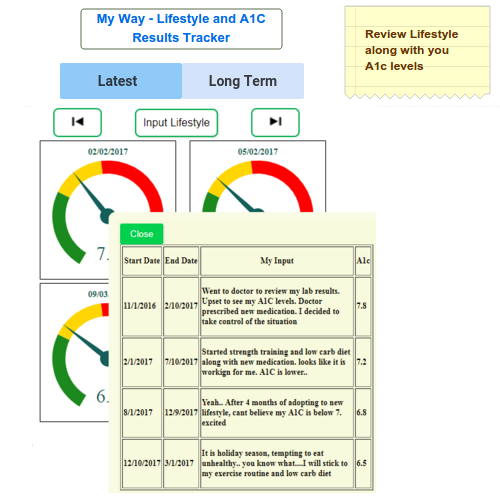 My Way - Lifestyle and A1C
Results Tracker
Review Lifestyle
along with you
A1c levels
Latest
Long Term
Input Lifestyle
02/02/2017
05/02/2017
7.
09/03
6.
Close
Start Date End Date My Input A1c
11/1/2016 2/10/2017 Went to doctor to review my lab results.
Upset to see my A1C levels. Doctor
prescribed new medication. I decided to
take control of the situation 7.8
2/1/2017 7/10/2017 Started strength training and low carb diet
along with new medication. looks like it is
workign for me. A1C is lower.. 7.2
8/1/2017 12/9/2017 Yeah.. After 4 months of adopting to new
lifestyle, cant believe my A1C is below 7.
excited 6.8
12/10/2017 3/1/2017 It is holiday season, tempting to eat
unhealthy.. you know what....I will stick to
my exercise routine and low carb diet 6.5